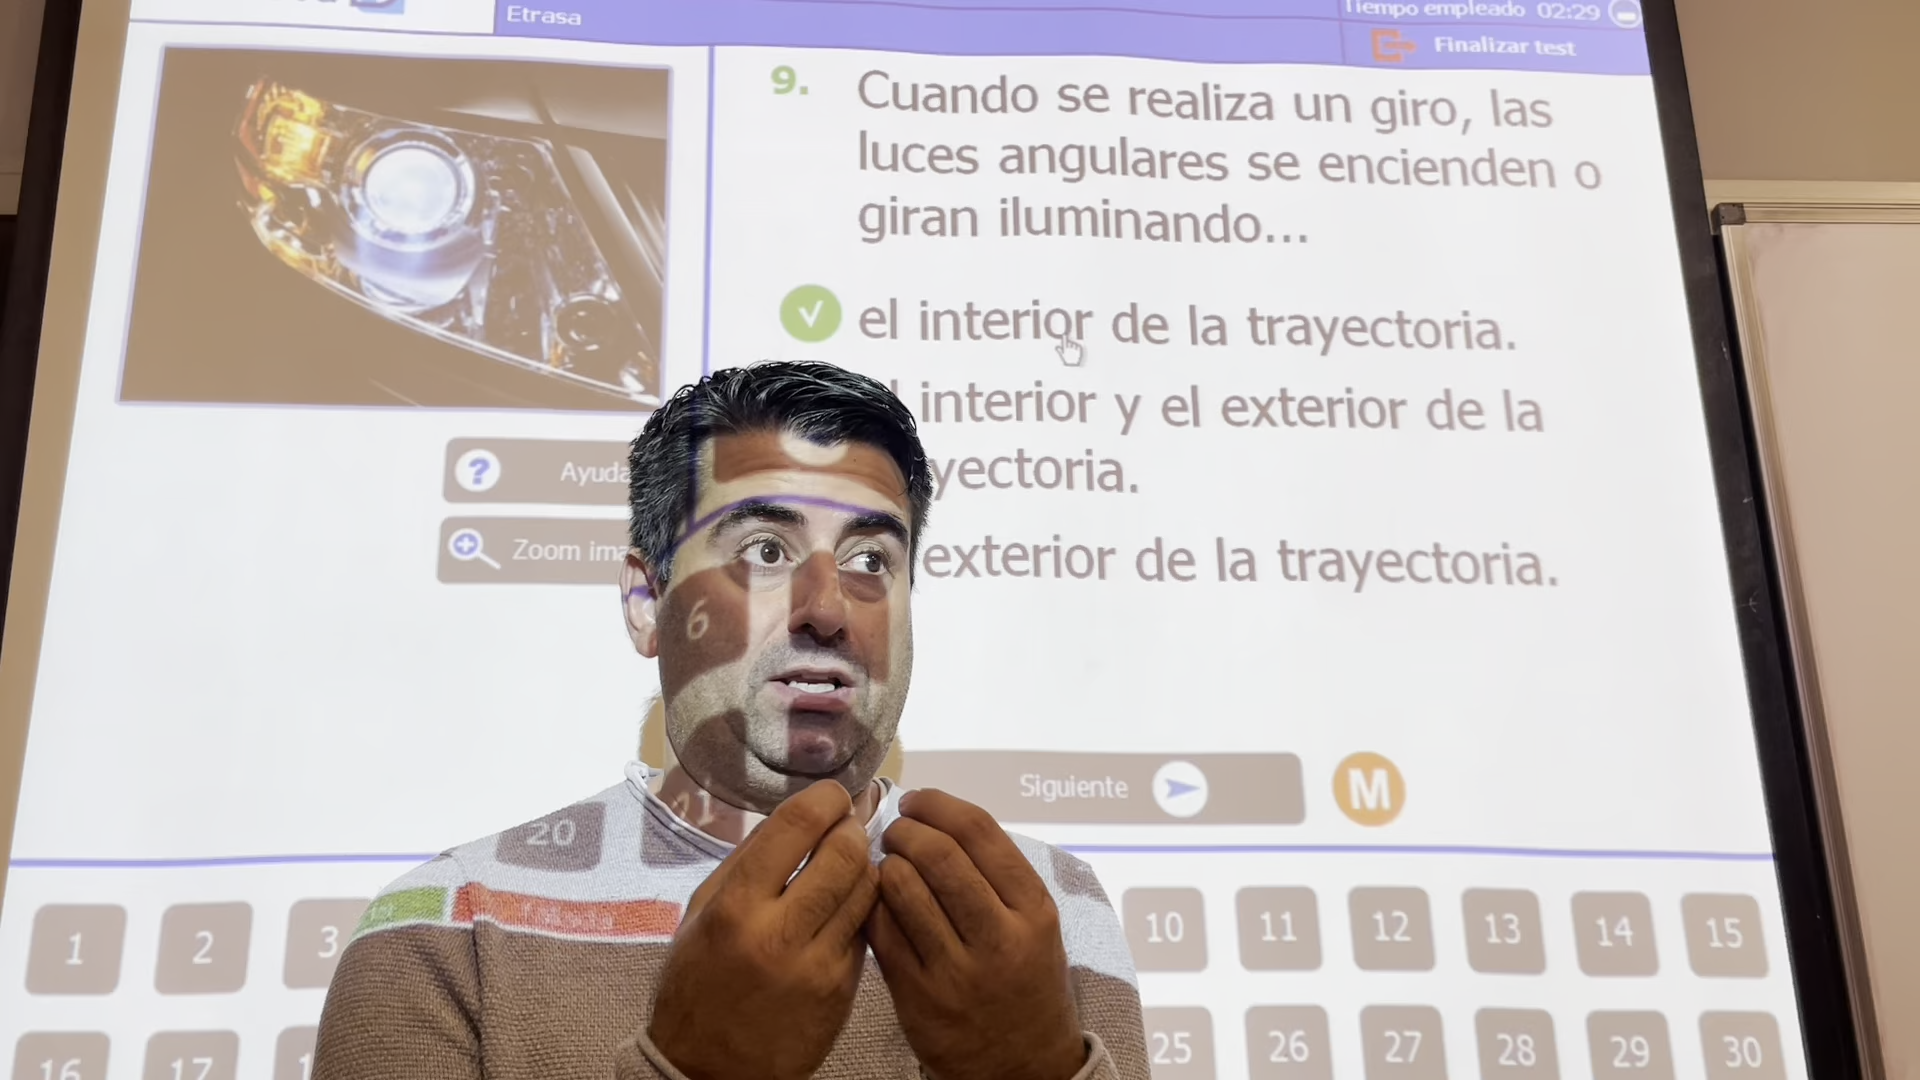 Etrasa
Tiempo empleado 02:29
Finalizar test
9. Cuando se realiza un giro, las
luces angulares se encienden o
giran iluminando...
√ el interior de la trayectoria.
interior y el exterior de la
yectoria.
exterior de la trayectoria.
? Ayuda
Zoom ima
6
Siguiente
M
20
21
1 2 3 10 11 12 13 14 15
16 17 25 26 27 28 29 30